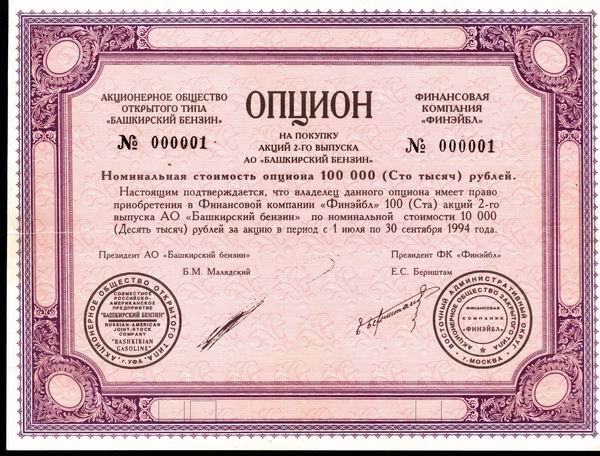 АКЦИОНЕРНОЕ ОБЩЕСТВО
ОТКРЫТОГО ТИПА
«БАШКИРСКИЙ БЕНЗИН»
№ 000001
ОПЦИОН
НА ПОКУПКУ
АКЦИЙ 2-ГО ВЫПУСКА
АО «БАШКИРСКИЙ БЕНЗИН»
ФИНАНСОВАЯ
КОМПАНИЯ
«ФИНЭЙБЛ»
№ 000001
Номинальная стоимость опциона 100 000 (Сто тысяч) рублей.
Настоящим подтверждается, что владелец данного опциона имеет право
приобретения в Финансовой компании «Финэйбл» 100 (Ста) акций 2-го
выпуска АО «Башкирский бензин» по номинальной стоимости 10 000
(Десять тысяч) рублей за акцию в период с 1 июля по 30 сентября 1994 года.
Президент АО «Башкирский бензин»
Б.М. Малядский
Президент ФК «Финэйбл»
Е.С. Бернштам
АКЦИОНЕРНОЕ ОБЩЕСТВО ОТКРЫТОГО ТИПА
г. УФА
СОВМЕСТНОЕ
РОССИЙСКО-
АМЕРИКАНСКОЕ
ПРЕДПРИЯТИЕ
"БАШКИРСКИЙ БЕНЗИН"
RUSSIAN-AMERICAN
JOINT-STOCK
COMPANY
"BASHKIRIAN
GASOLINE"
ВОСТОЧНЫЙ АДМИНИСТРАТИВНЫЙ ОКРУГ
г. МОСКВА
АКЦИОНЕРНОЕ ОБЩЕСТВО ЗАКРЫТОГО ТИПА
ФИНАНСОВАЯ
КОМПАНИЯ
«ФИНЭЙБЛ»